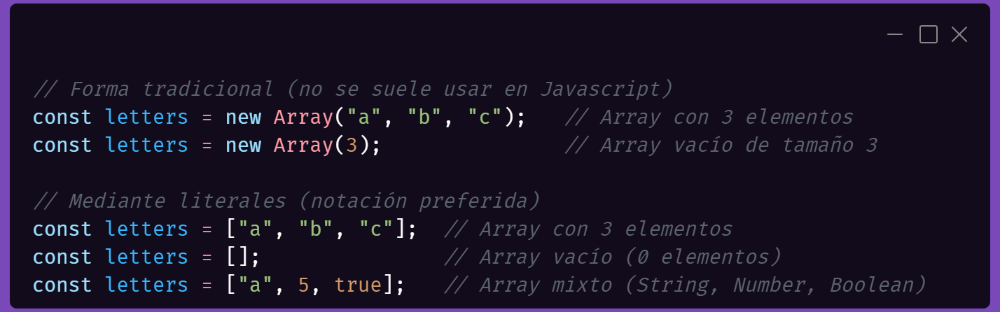 // Forma tradicional (no se suele usar en Javascript)
const letters = new Array("a", "b", "c");   // Array con 3 elementos
const letters = new Array(3);               // Array vacío de tamaño 3
// Mediante literales (notación preferida)
const letters = ["a", "b", "c"];  // Array con 3 elementos
const letters = [];               // Array vacío (0 elementos)
const letters = ["a", 5, true];   // Array mixto (String, Number, Boolean)